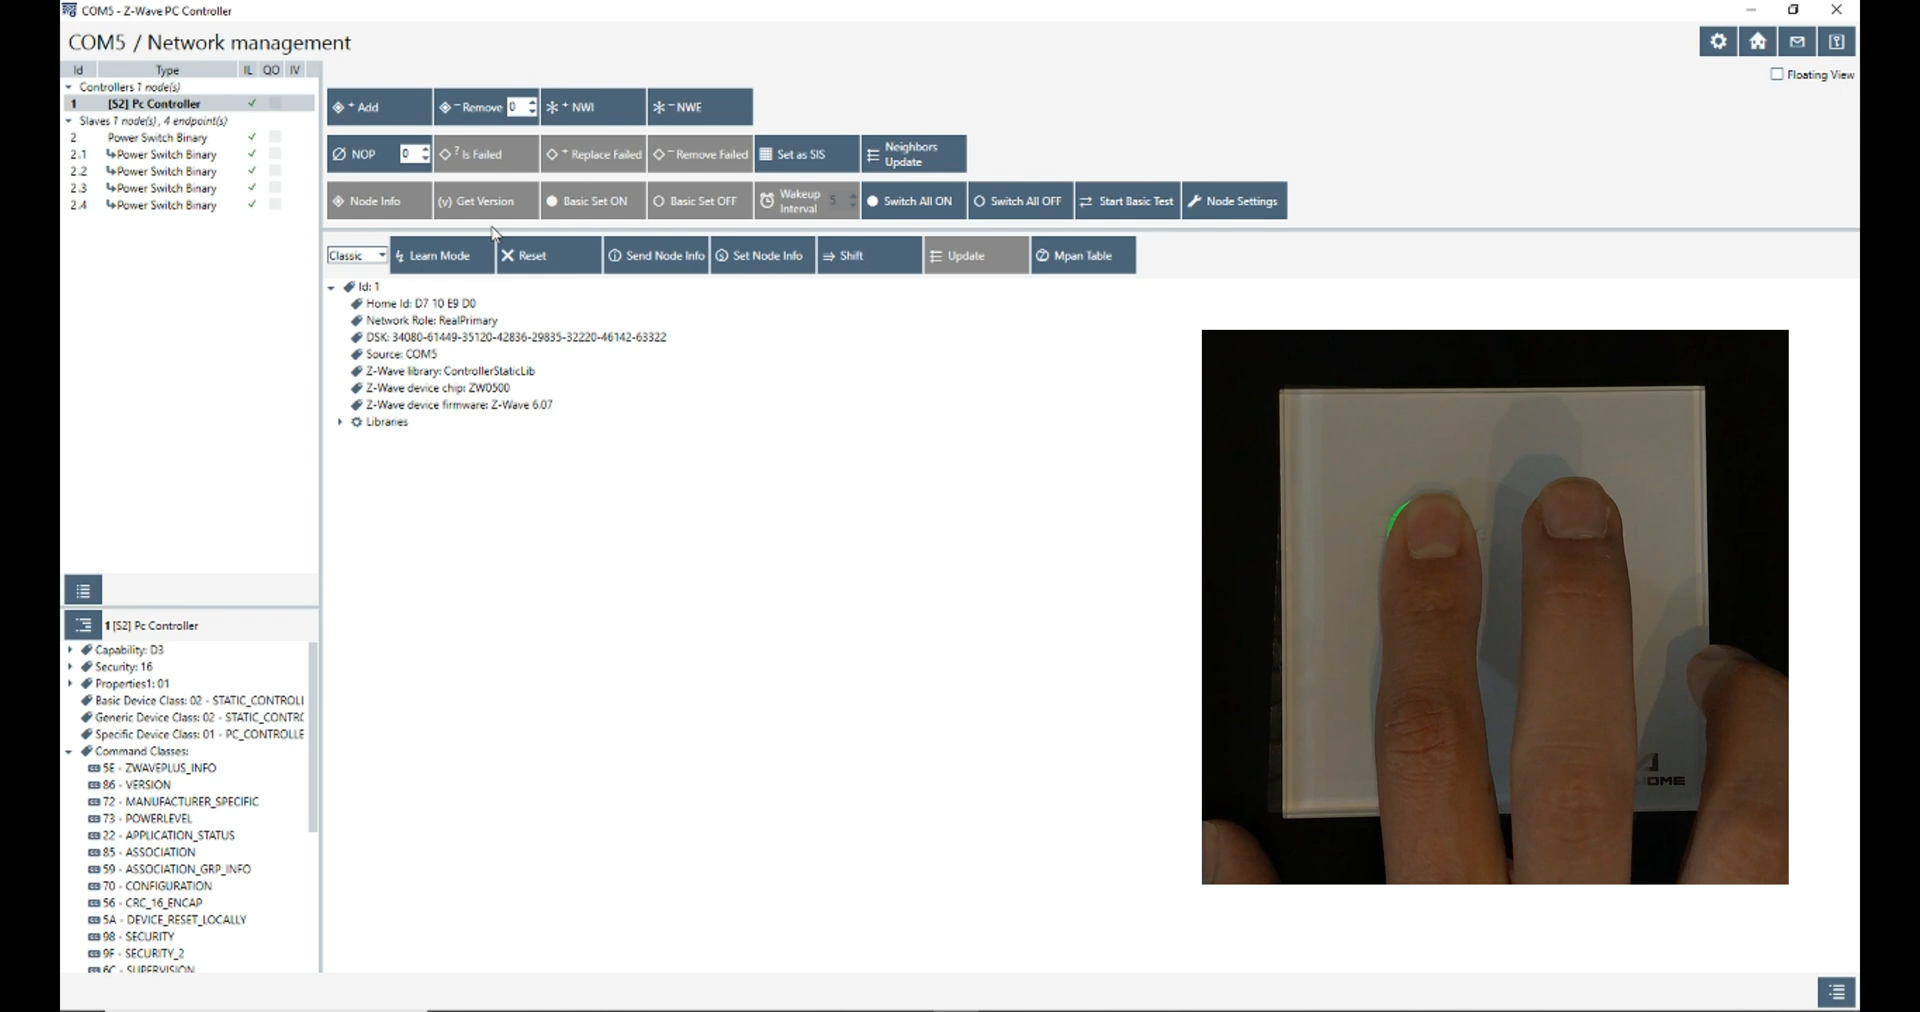 COM5 - Z-Wave PC Controller
COM5 / Network management
Floating View
Id Type IL QO IV
Controllers 1 node(s)
1 [S2] Pc Controller
Slaves 1 node(s), 4 endpoint(s)
2 Power Switch Binary
2.1 Power Switch Binary
2.2 Power Switch Binary
2.3 Power Switch Binary
2.4 Power Switch Binary
+ Add
− Remove 0
+ NWI
− NWE
NOP 0
? Is Failed
+ Replace Failed
− Remove Failed
Set as SIS
Neighbors
Update
Node Info
(v) Get Version
Basic Set ON
Basic Set OFF
Wakeup
Interval 5
Switch All ON
Switch All OFF
Start Basic Test
Node Settings
Classic
Learn Mode
Reset
Send Node Info
Set Node Info
Shift
Update
Mpan Table
Id: 1
Home Id: D7 10 E9 D0
Network Role: RealPrimary
DSK: 34080-61449-35120-42836-29835-32220-46142-63322
Source: COM5
Z-Wave library: ControllerStaticLib
Z-Wave device chip: ZW0500
Z-Wave device firmware: Z-Wave 6.07
Libraries
1 [S2] Pc Controller
Capability: D3
Security: 16
Properties1: 01
Basic Device Class: 02 - STATIC_CONTROLL
Generic Device Class: 02 - STATIC_CONTRC
Specific Device Class: 01 - PC_CONTROLLE
Command Classes:
5E - ZWAVEPLUS_INFO
86 - VERSION
72 - MANUFACTURER_SPECIFIC
73 - POWERLEVEL
22 - APPLICATION_STATUS
85 - ASSOCIATION
59 - ASSOCIATION_GRP_INFO
70 - CONFIGURATION
56 - CRC_16_ENCAP
5A - DEVICE_RESET_LOCALLY
98 - SECURITY
9F - SECURITY_2
6C - SUPERVISION
HOME